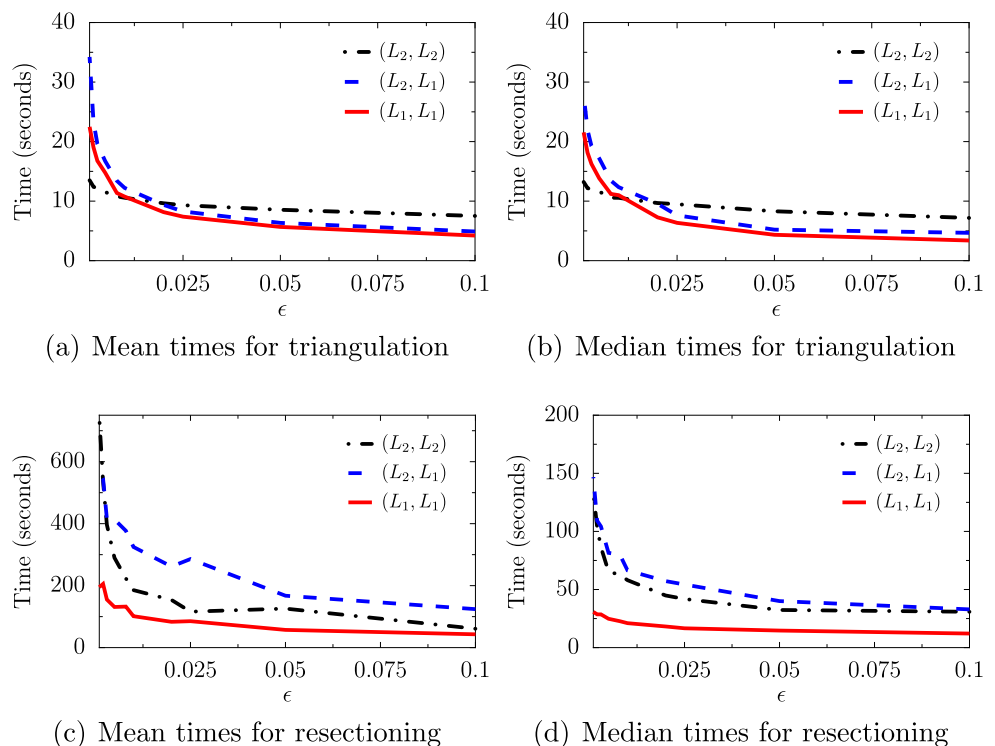 40
30
20
10
0
Time (seconds)
(L2, L2)
(L2, L1)
(L1, L1)
0.025
0.05
0.075
0.1
ϵ
(a) Mean times for triangulation
40
30
20
10
0
Time (seconds)
(L2, L2)
(L2, L1)
(L1, L1)
0.025
0.05
0.075
0.1
ϵ
(b) Median times for triangulation
600
400
200
0
Time (seconds)
(L2, L2)
(L2, L1)
(L1, L1)
0.025
0.05
0.075
0.1
ϵ
(c) Mean times for resectioning
200
150
100
50
0
Time (seconds)
(L2, L2)
(L2, L1)
(L1, L1)
0.025
0.05
0.075
0.1
ϵ
(d) Median times for resectioning